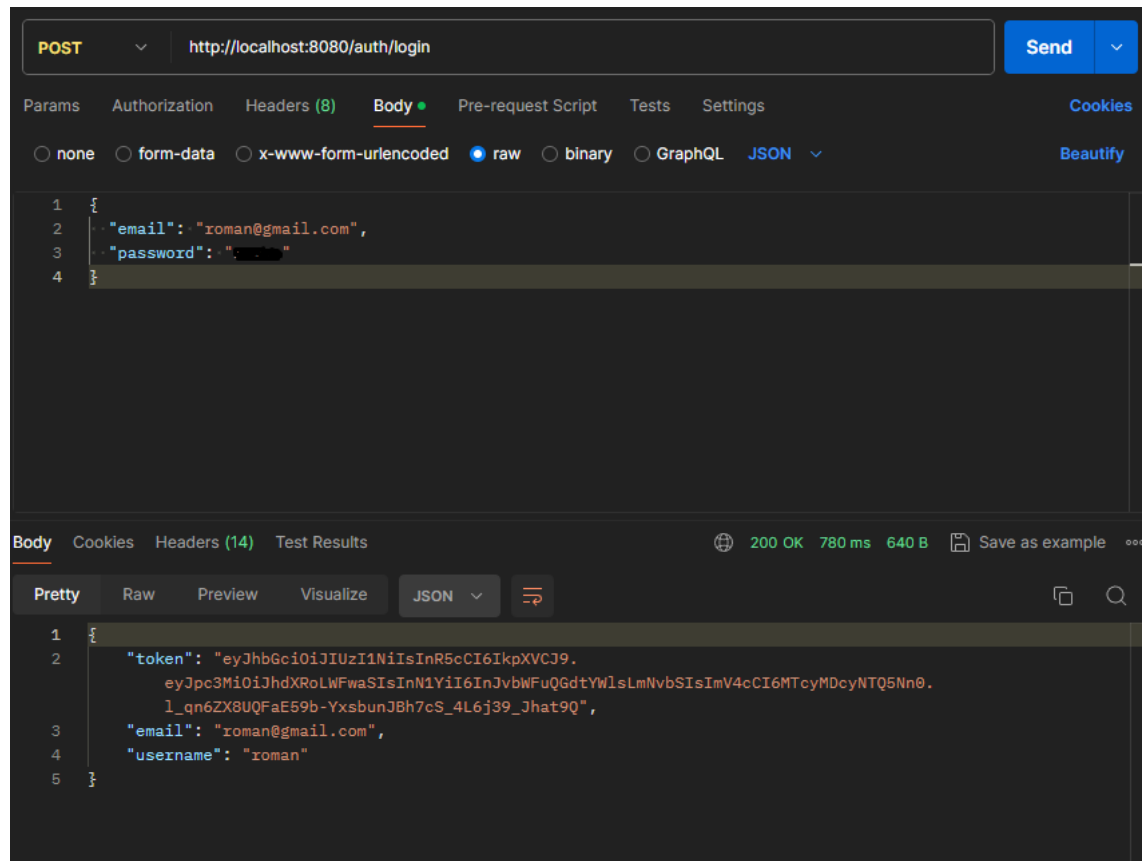 POST http://localhost:8080/auth/login Send
Params Authorization Headers (8) Body Pre-request Script Tests Settings Cookies
none form-data x-www-form-urlencoded raw binary GraphQL JSON Beautify
1 {
2 "email": "roman@gmail.com",
3 "password": " "
4 }
Body Cookies Headers (14) Test Results 200 OK 780 ms 640 B Save as example
Pretty Raw Preview Visualize JSON
1 {
2 "token": "eyJhbGciOiJIUzI1NiIsInR5cCI6IkpXVCJ9.
eyJpc3MiOiJhdXRoLWFwaSIsInN1YiI6InJvbWFuQGdtYWlsLmNvbSIsImV4cCI6MTcyMDcyNTQ5Nn0.
l_qn6ZX8UQFaE59b-YxsbunJBh7cS_4L6j39_Jhat9Q",
3 "email": "roman@gmail.com",
4 "username": "roman"
5 }